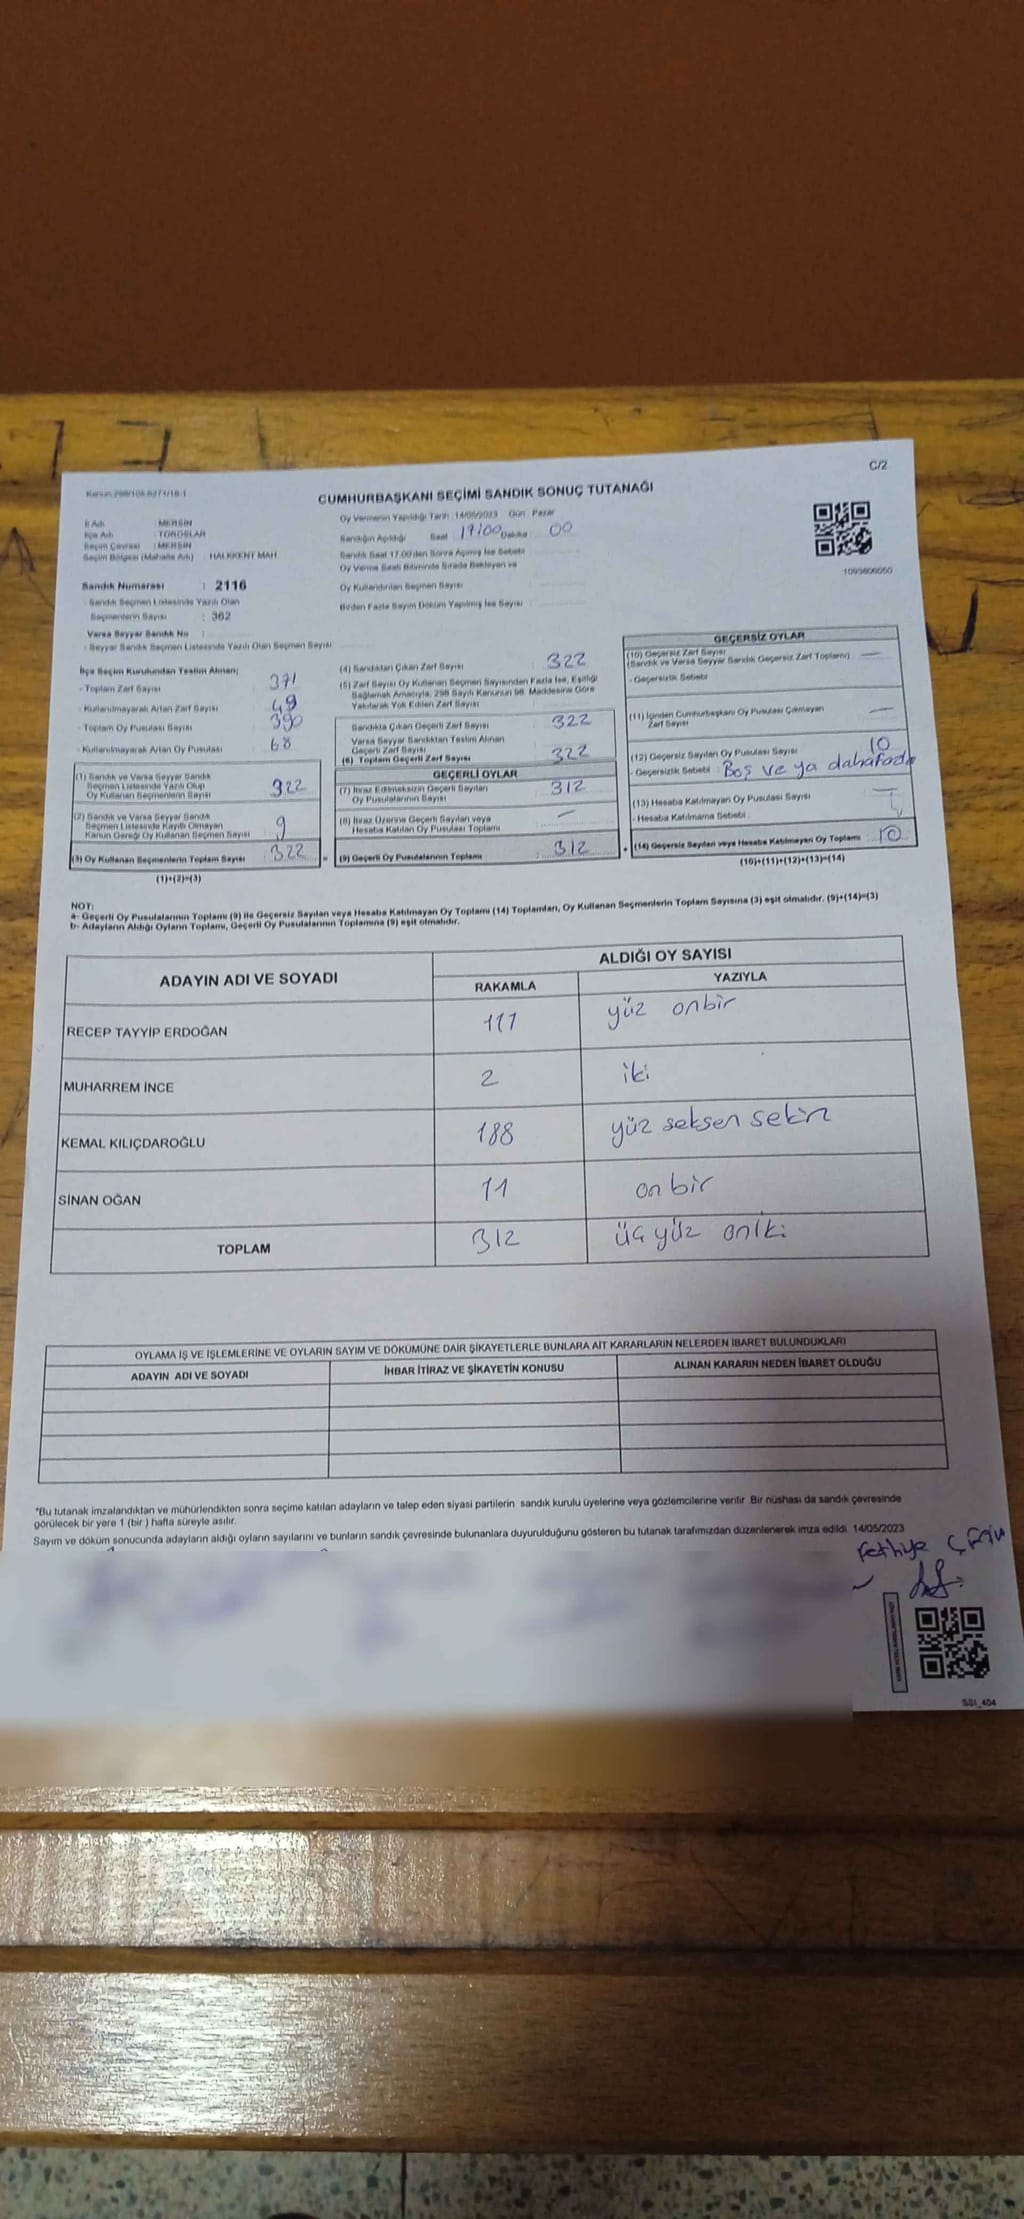 C/2
Kanun 298/105-6271/18-1
CUMHURBAŞKANI SEÇİMİ SANDIK SONUÇ TUTANAĞI
İl Adı : MERSİN
İlçe Adı : TOROSLAR
Seçim Çevresi : MERSİN
Seçim Bölgesi (Mahalle Adı) : HALKKENT MAH
Sandık Numarası : 2116
Sandık Seçmen Listesinde Yazılı Olan
Seçmenlerin Sayısı : 362
Varsa Seyyar Sandık No :
- Seyyar Sandık Seçmen Listesinde Yazılı Olan Seçmen Sayısı
Oy Vermenin Yapıldığı Tarih : 14/05/2023 Gün : Pazar
Sandığın Açıldığı Saat 17:00 Dakika 00
Sandık Saat 17.00'den Sonra Açılmış İse Sebebi
Oy Verme Saati Bitiminde Sırada Bekleyen ve
Oy Kullandırılan Seçmen Sayısı
Birden Fazla Sayım Döküm Yapılmış İse Sayısı :
1093606050
İlçe Seçim Kurulundan Teslim Alınan;
- Toplam Zarf Sayısı : 371
- Kullanılmayarak Artan Zarf Sayısı : 49
- Toplam Oy Pusulası Sayısı : 390
- Kullanılmayarak Artan Oy Pusulası : 68
(1) Sandık ve Varsa Seyyar Sandık
Seçmen Listesinde Yazılı Olup
Oy Kullanan Seçmenlerin Sayısı : 322
(2) Sandık ve Varsa Seyyar Sandık
Seçmen Listesinde Kayıtlı Olmayan
Kanun Gereği Oy Kullanan Seçmen Sayısı : 9
(3) Oy Kullanan Seçmenlerin Toplam Sayısı : 322
(1)+(2)=(3)
(4) Sandıktan Çıkan Zarf Sayısı : 322
(5) Zarf Sayısı Oy Kullanan Seçmen Sayısından Fazla İse, Eşitliği
Sağlamak Amacıyla, 298 Sayılı Kanunun 98. Maddesine Göre
Yakılarak Yok Edilen Zarf Sayısı
Sandıkta Çıkan Geçerli Zarf Sayısı : 322
Varsa Seyyar Sandıktan Teslim Alınan
Geçerli Zarf Sayısı
(6) Toplam Geçerli Zarf Sayısı : 322
GEÇERLİ OYLAR
(7) İtiraz Edilmeksizin Geçerli Sayılan
Oy Pusulalarının Sayısı : 312
(8) İtiraz Üzerine Geçerli Sayılan veya
Hesaba Katılan Oy Pusulası Toplamı : —
(9) Geçerli Oy Pusulalarının Toplamı : 312
GEÇERSİZ OYLAR
(10) Geçersiz Zarf Sayısı
(Sandık ve Varsa Seyyar Sandık Geçersiz Zarf Toplamı) —
- Geçersizlik Sebebi :
(11) İçinden Cumhurbaşkanı Oy Pusulası Çıkmayan
Zarf Sayısı —
(12) Geçersiz Sayılan Oy Pusulası Sayısı 10
- Geçersizlik Sebebi : Boş ve ya daha fazla
(13) Hesaba Katılmayan Oy Pusulası Sayısı —
- Hesaba Katılmama Sebebi :
(14) Geçersiz Sayılan veya Hesaba Katılmayan Oy Toplamı : 10
(10)+(11)+(12)+(13)=(14)
NOT:
a- Geçerli Oy Pusulalarının Toplamı (9) ile Geçersiz Sayılan veya Hesaba Katılmayan Oy Toplamı (14) Toplamları, Oy Kullanan Seçmenlerin Toplam Sayısına (3) eşit olmalıdır. (9)+(14)=(3)
b- Adayların Aldığı Oyların Toplamı, Geçerli Oy Pusulalarının Toplamına (9) eşit olmalıdır.
ADAYIN ADI VE SOYADI ALDIĞI OY SAYISI
RAKAMLA YAZIYLA
RECEP TAYYİP ERDOĞAN 111 yüz onbir
MUHARREM İNCE 2 iki
KEMAL KILIÇDAROĞLU 188 yüz seksen sekiz
SİNAN OĞAN 11 on bir
TOPLAM 312 üç yüz oniki
OYLAMA İŞ VE İŞLEMLERİNE VE OYLARIN SAYIM VE DÖKÜMÜNE DAİR ŞİKAYETLERLE BUNLARA AİT KARARLARIN NELERDEN İBARET BULUNDUKLARI
ADAYIN ADI VE SOYADI İHBAR İTİRAZ VE ŞİKAYETİN KONUSU ALINAN KARARIN NEDEN İBARET OLDUĞU
*Bu tutanak imzalandıktan ve mühürlendikten sonra seçime katılan adayların ve talep eden siyasi partilerin sandık kurulu üyelerine veya gözlemcilerine verilir. Bir nüshası da sandık çevresinde
görülecek bir yere 1 (bir) hafta süreyle asılır.
Sayım ve döküm sonucunda adayların aldığı oyların sayılarını ve bunların sandık çevresinde bulunanlara duyurulduğunu gösteren bu tutanak tarafımızdan düzenlenerek imza edildi. 14/05/2023
Fethiye
SSI_404